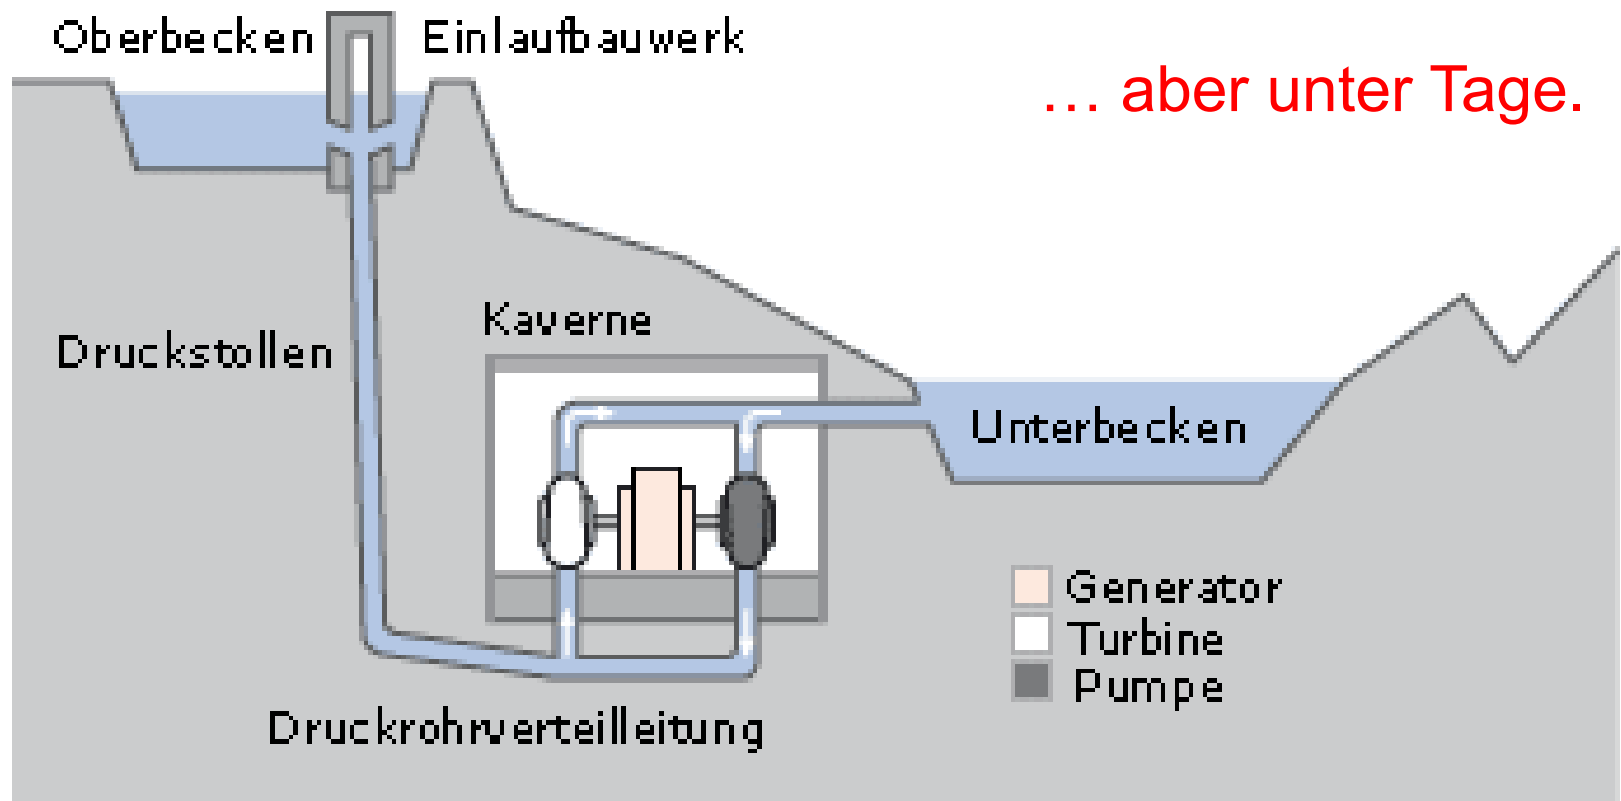 Oberbecken
Einlaufbauwerk
… aber unter Tage.
Kaverne
Druckstollen
Unterbecken
Generator
Turbine
Pumpe
Druckrohrverteilleitung